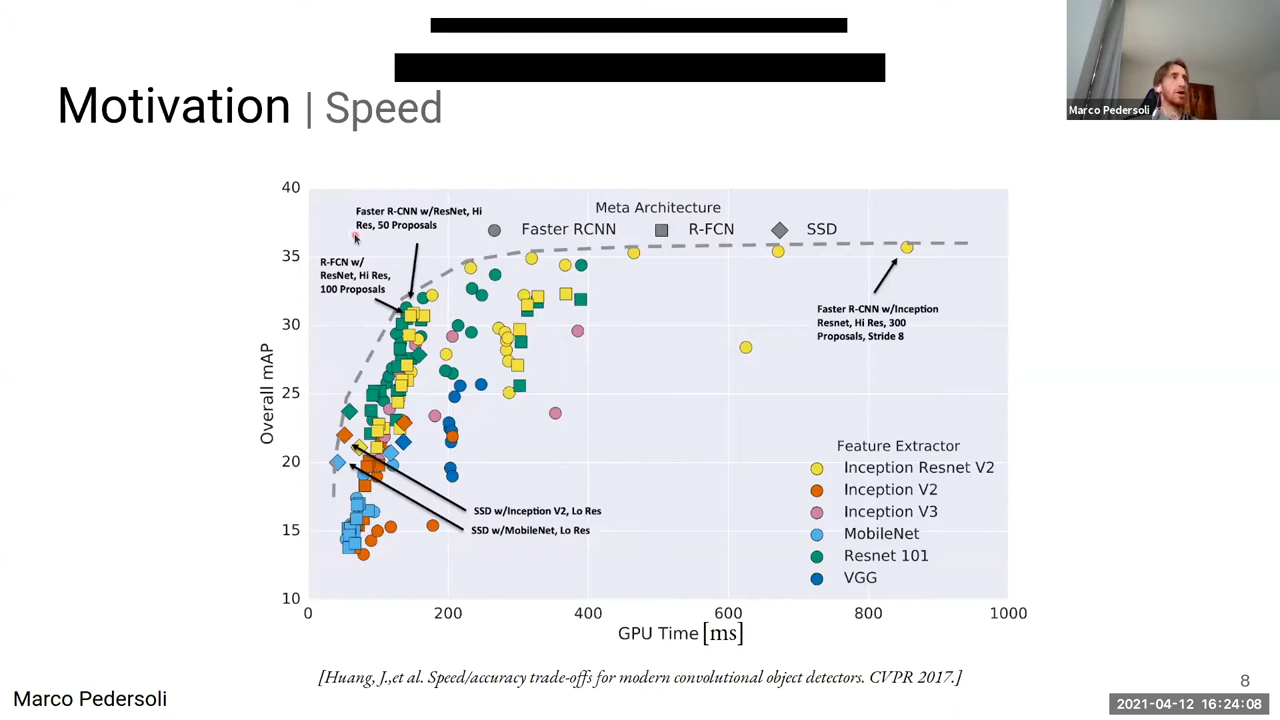 Motivation | Speed
Marco Pedersoli
40
35
30
25
20
15
10
Overall mAP
Faster R-CNN w/ResNet, Hi
Res, 50 Proposals
R-FCN w/
ResNet, Hi Res,
100 Proposals
Meta Architecture
Faster RCNN
R-FCN
SSD
Faster R-CNN w/Inception
Resnet, Hi Res, 300
Proposals, Stride 8
SSD w/Inception V2, Lo Res
SSD w/MobileNet, Lo Res
Feature Extractor
Inception Resnet V2
Inception V2
Inception V3
MobileNet
Resnet 101
VGG
0 200 400 600 800 1000
GPU Time [ms]
[Huang, J.,et al. Speed/accuracy trade-offs for modern convolutional object detectors. CVPR 2017.]
Marco Pedersoli
8
2021-04-12 16:24:08